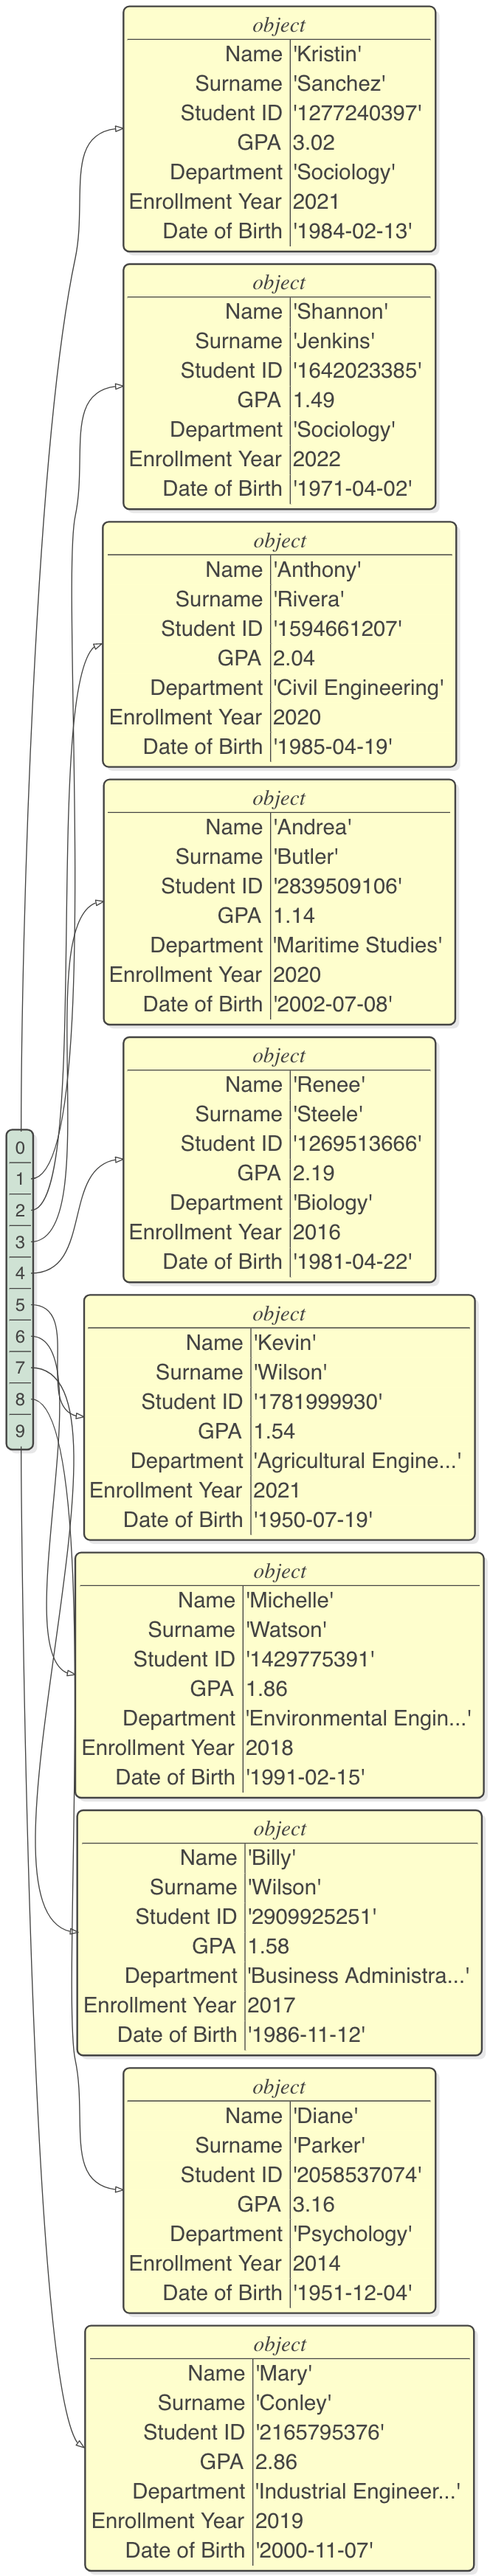 object
Name 'Kristin'
Surname 'Sanchez'
Student ID '1277240397'
GPA 3.02
Department 'Sociology'
Enrollment Year 2021
Date of Birth '1984-02-13'
object
Name 'Shannon'
Surname 'Jenkins'
Student ID '1642023385'
GPA 1.49
Department 'Sociology'
Enrollment Year 2022
Date of Birth '1971-04-02'
object
Name 'Anthony'
Surname 'Rivera'
Student ID '1594661207'
GPA 2.04
Department 'Civil Engineering'
Enrollment Year 2020
Date of Birth '1985-04-19'
object
Name 'Andrea'
Surname 'Butler'
Student ID '2839509106'
GPA 1.14
Department 'Maritime Studies'
Enrollment Year 2020
Date of Birth '2002-07-08'
object
Name 'Renee'
Surname 'Steele'
Student ID '1269513666'
GPA 2.19
Department 'Biology'
Enrollment Year 2016
Date of Birth '1981-04-22'
0
1
2
3
4
5
6
7
8
9
object
Name 'Kevin'
Surname 'Wilson'
Student ID '1781999930'
GPA 1.54
Department 'Agricultural Engine...'
Enrollment Year 2021
Date of Birth '1950-07-19'
object
Name 'Michelle'
Surname 'Watson'
Student ID '1429775391'
GPA 1.86
Department 'Environmental Engin...'
Enrollment Year 2018
Date of Birth '1991-02-15'
object
Name 'Billy'
Surname 'Wilson'
Student ID '2909925251'
GPA 1.58
Department 'Business Administra...'
Enrollment Year 2017
Date of Birth '1986-11-12'
object
Name 'Diane'
Surname 'Parker'
Student ID '2058537074'
GPA 3.16
Department 'Psychology'
Enrollment Year 2014
Date of Birth '1951-12-04'
object
Name 'Mary'
Surname 'Conley'
Student ID '2165795376'
GPA 2.86
Department 'Industrial Engineer...'
Enrollment Year 2019
Date of Birth '2000-11-07'